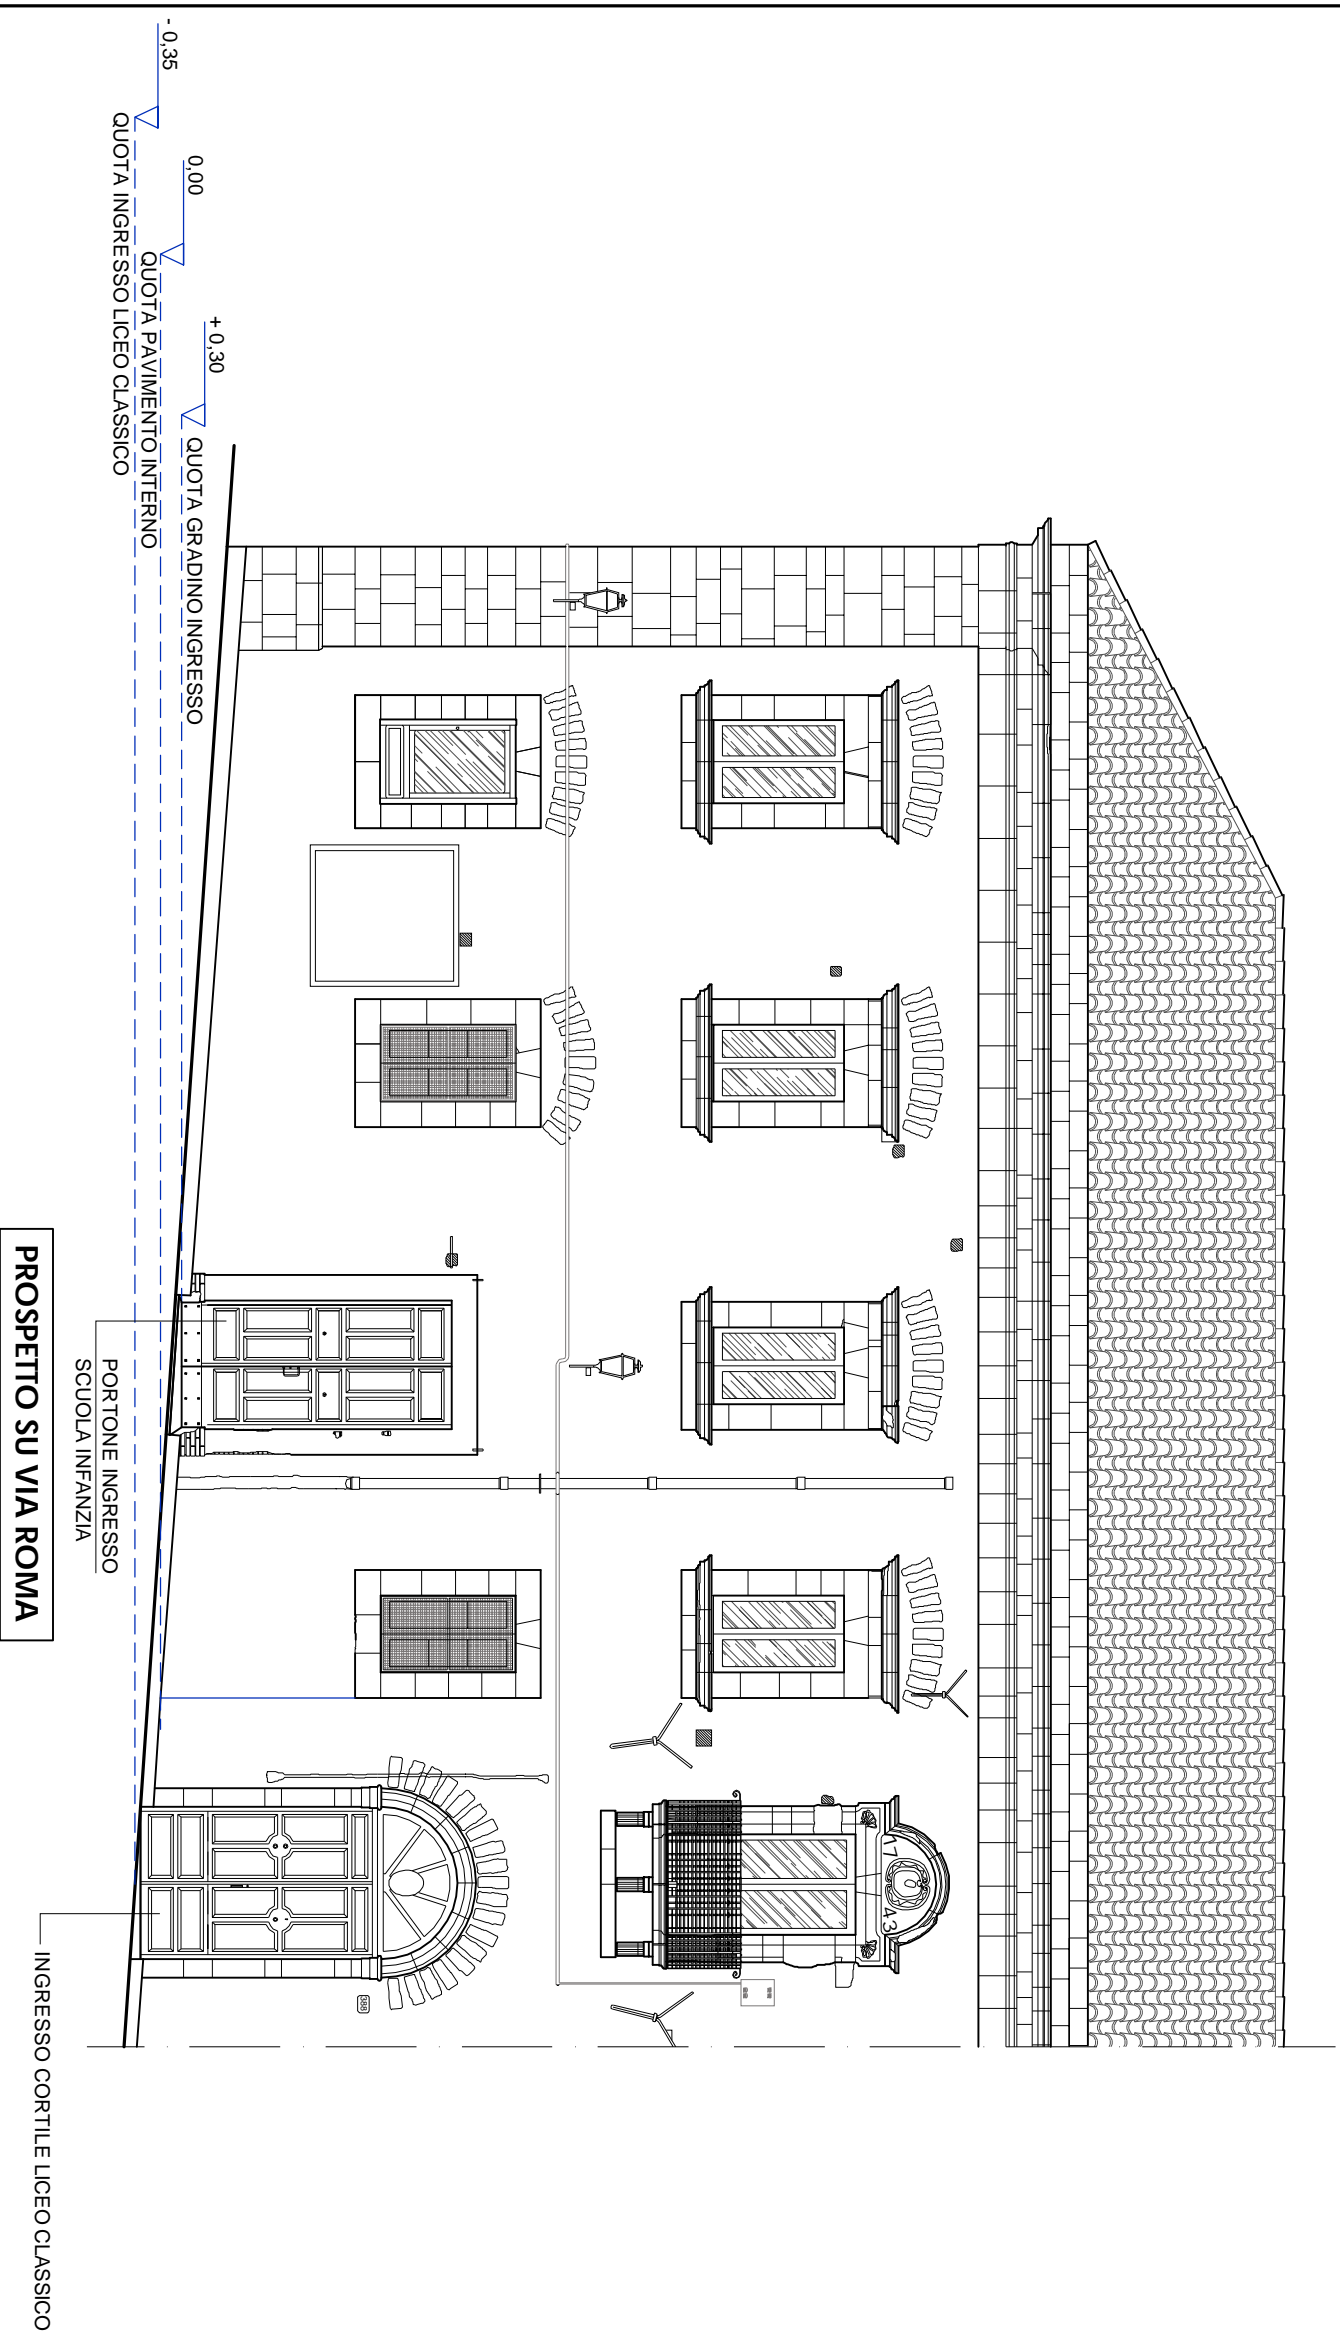 17 43
388
+ 0,30
QUOTA GRADINO INGRESSO
0,00
QUOTA PAVIMENTO INTERNO
- 0,35
QUOTA INGRESSO LICEO CLASSICO
PORTONE INGRESSO
SCUOLA INFANZIA
INGRESSO CORTILE LICEO CLASSICO
PROSPETTO SU VIA ROMA